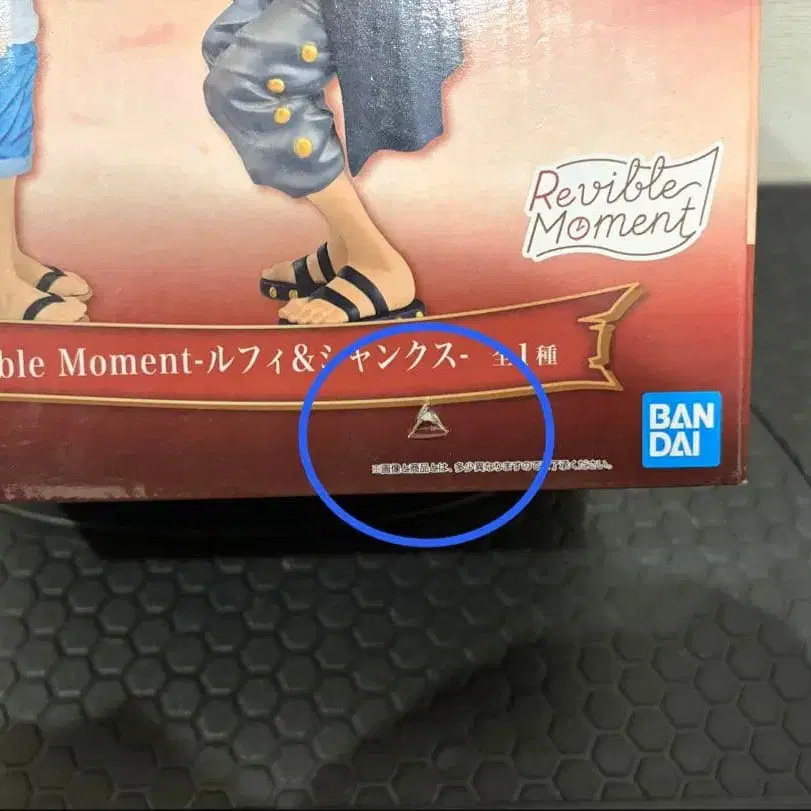 Revible
Moment
ble Moment-ルフィ&シャンクス- 全1種
BAN
DAI
※画像と商品とは、多少異なりますのでご了承ください。